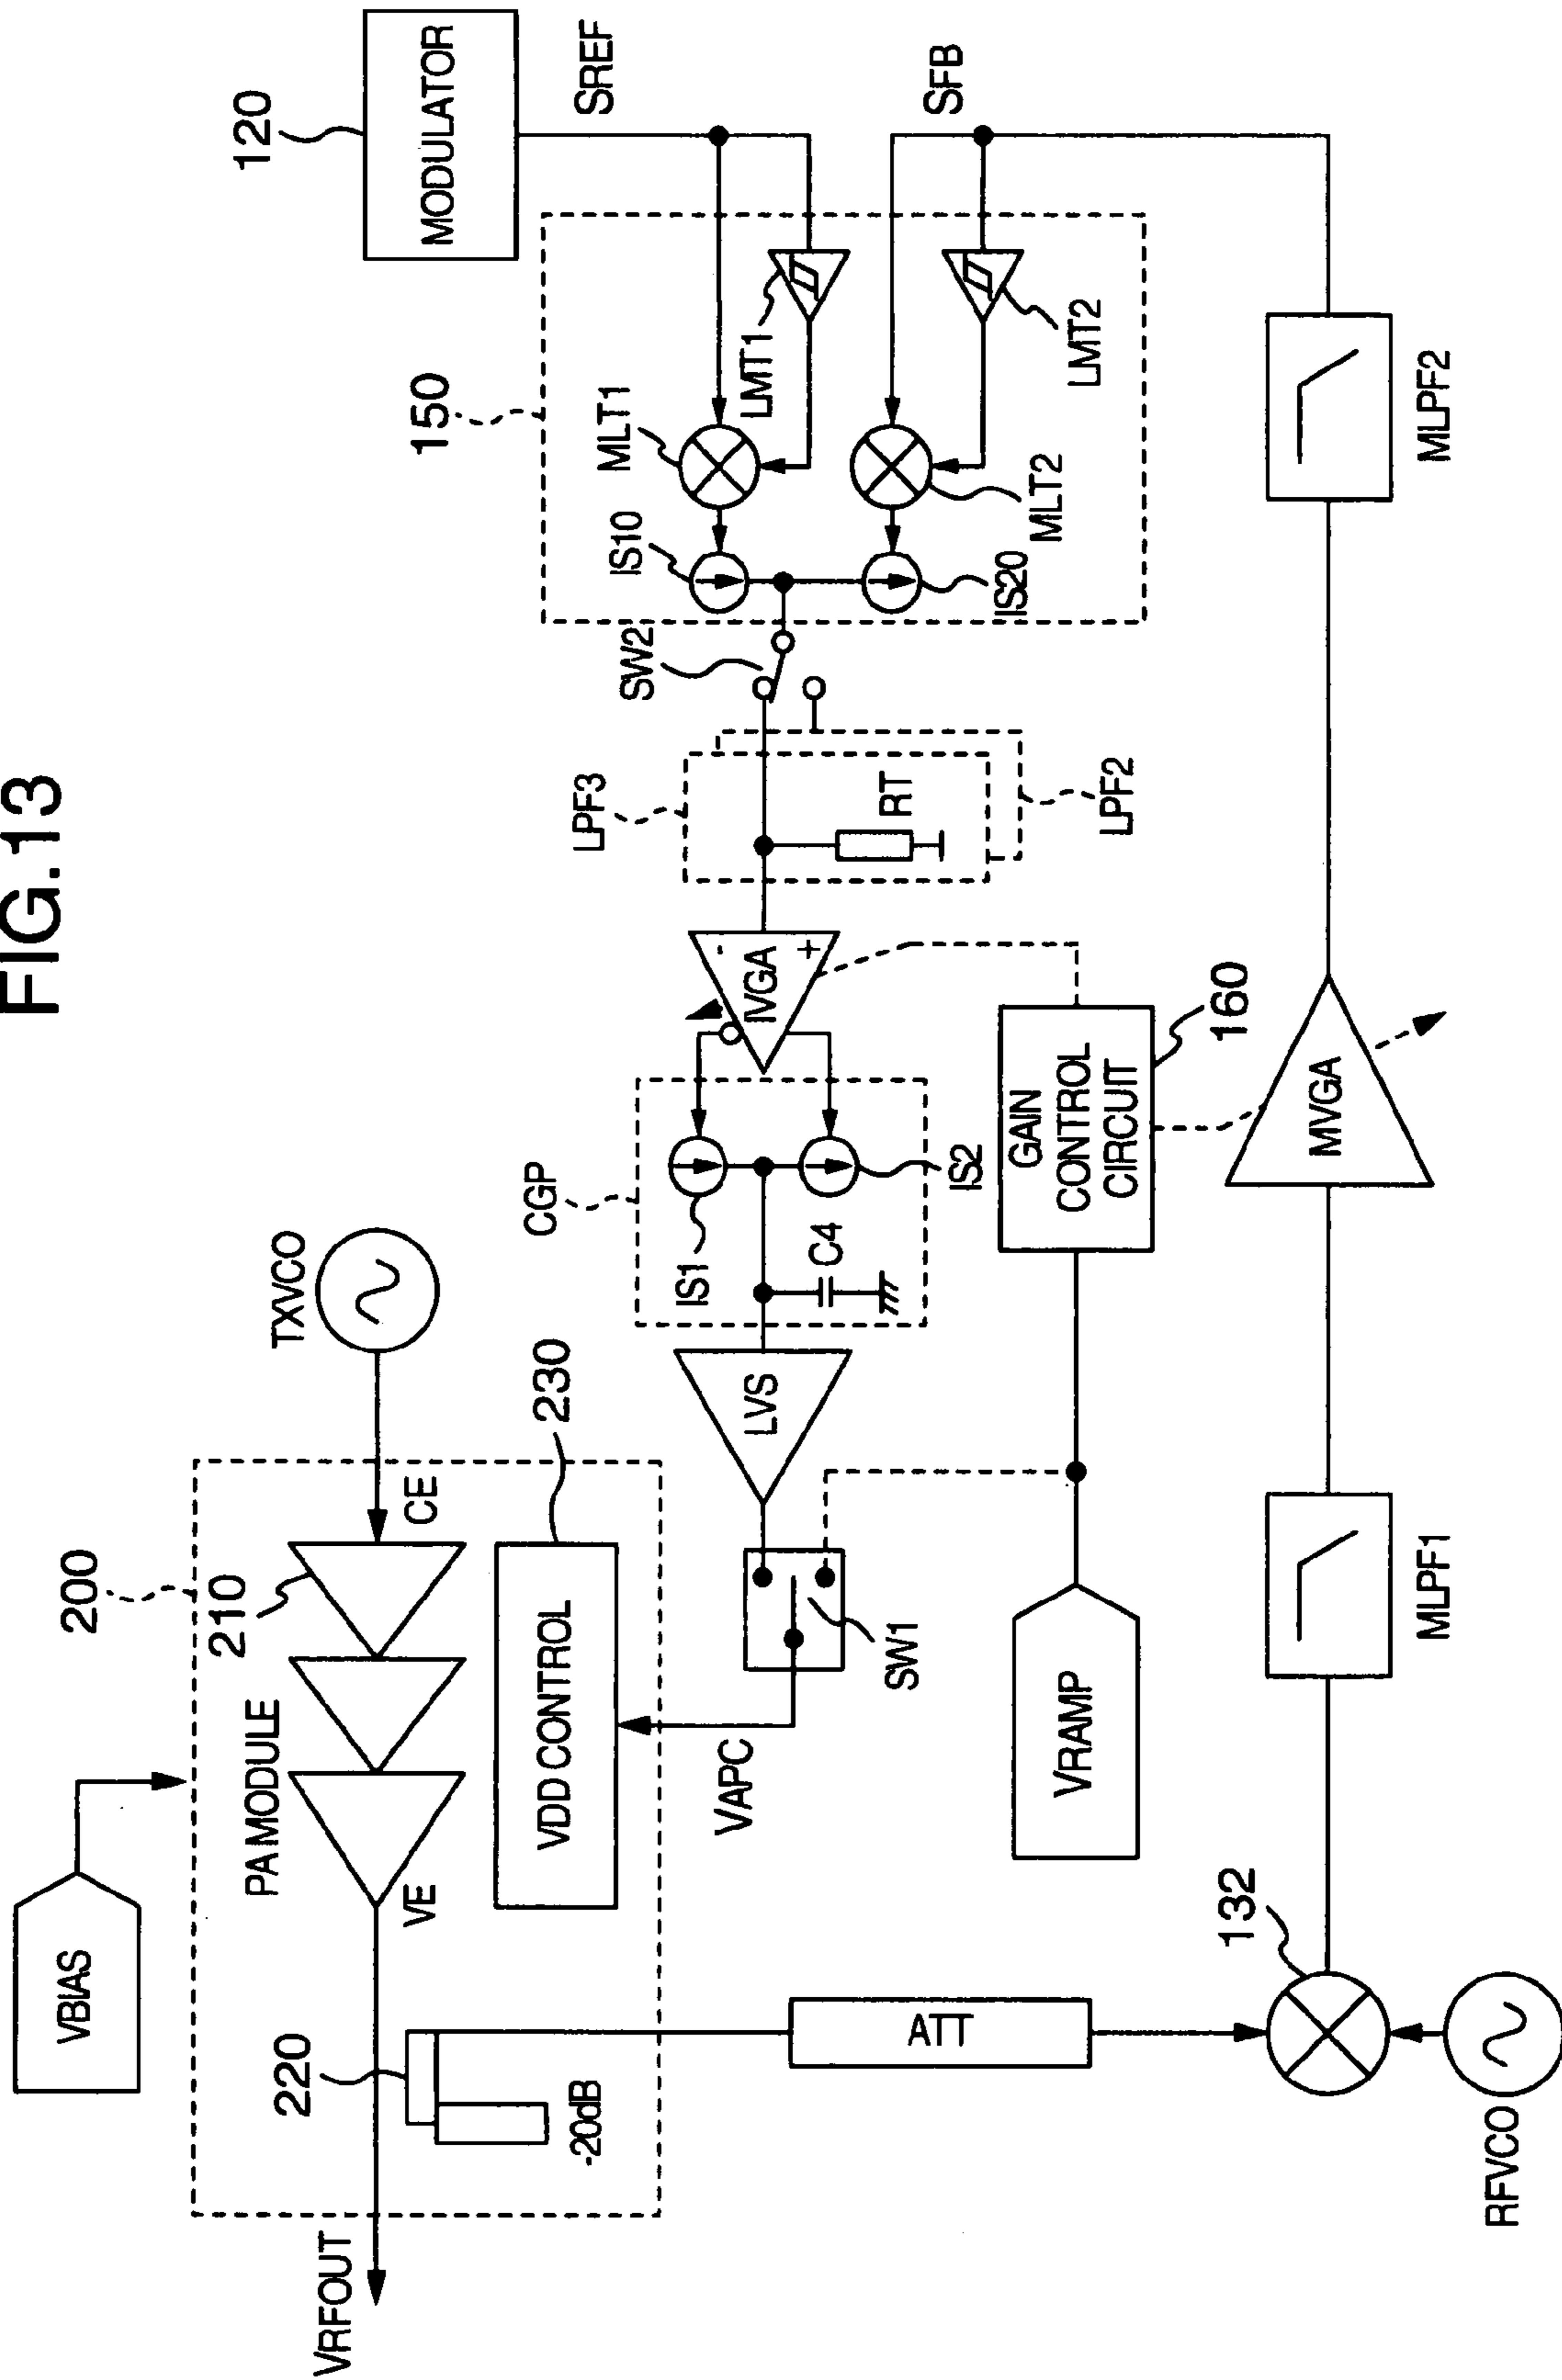 FIG.13
VBIAS
200
210
PA MODULE
TXVCO
CE
VE
VRFOUT
220
-20dB
VDD CONTROL
230
VAPC
SW1
LVS
CGP
IS1
IS2
C4
IVGA
-
+
LPF3
LPF2
RT
SW2
150
IS10
IS20
MLT1
MLT2
LMT1
LMT2
120
MODULATOR
SREF
SFB
VRAMP
GAIN
CONTROL
CIRCUIT
160
ATT
132
RFVCO
MLPF1
MVGA
MLPF2